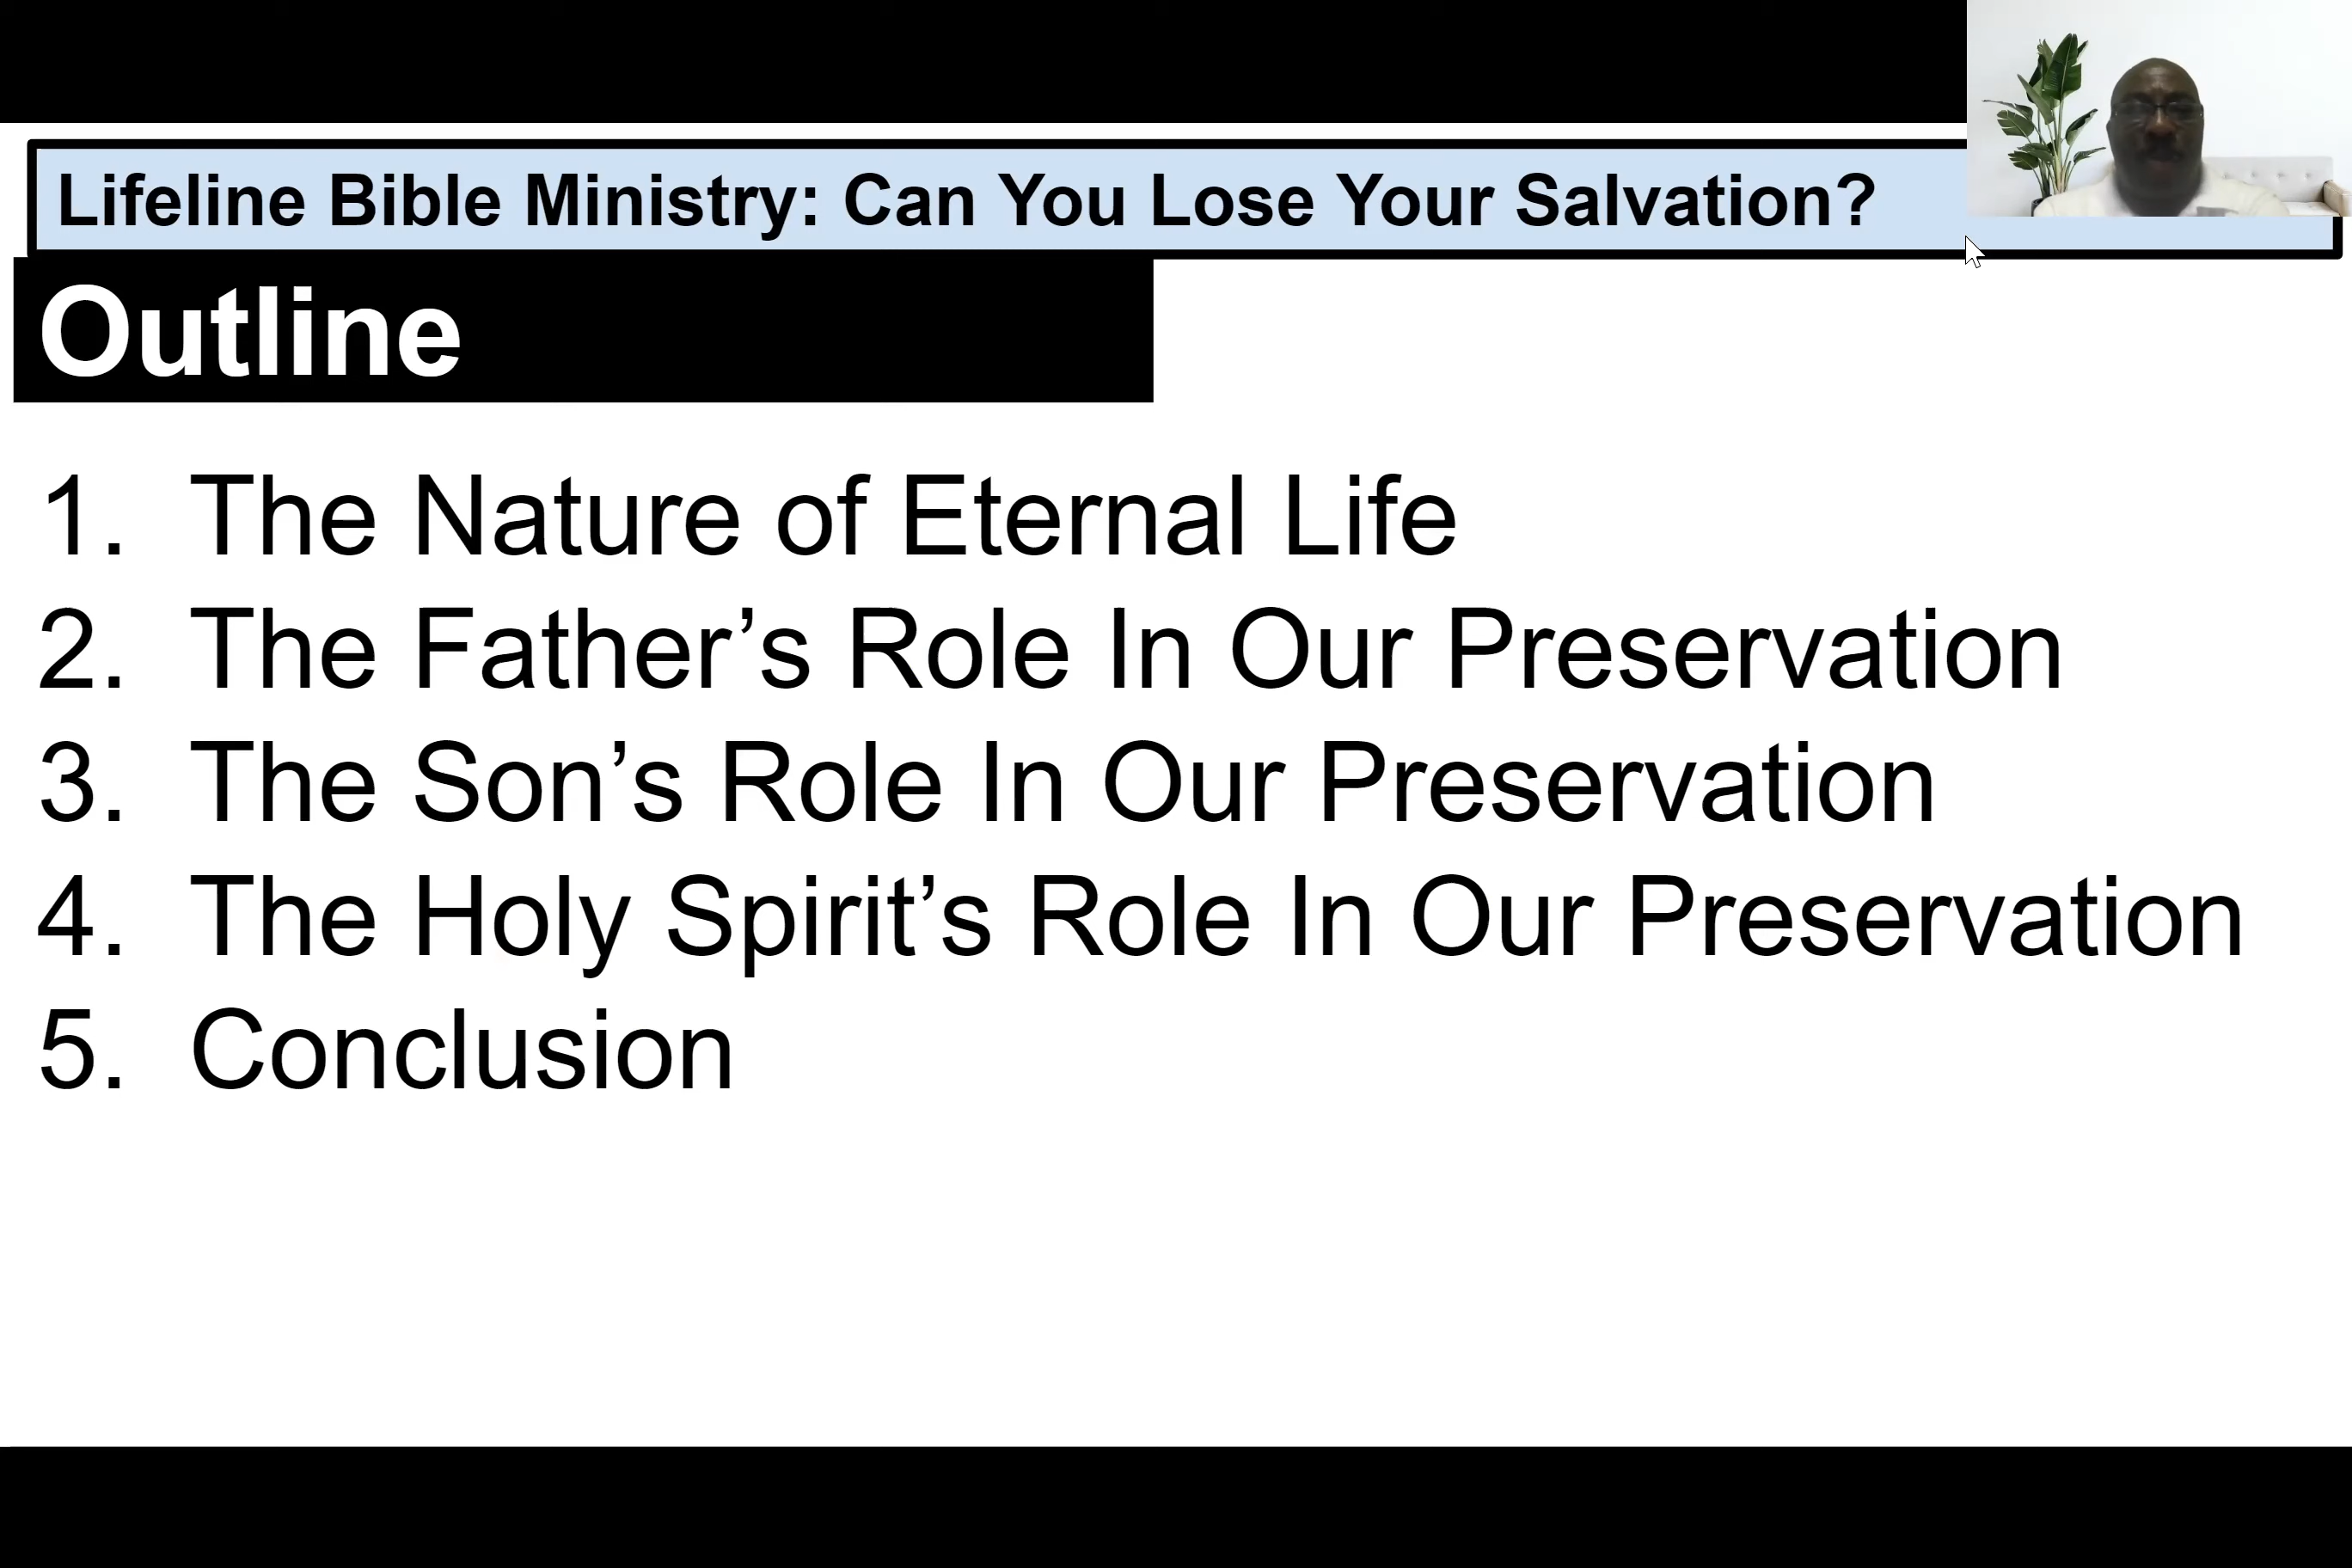 Lifeline Bible Ministry: Can You Lose Your Salvation?
Outline
1. The Nature of Eternal Life
2. The Father’s Role In Our Preservation
3. The Son’s Role In Our Preservation
4. The Holy Spirit’s Role In Our Preservation
5. Conclusion